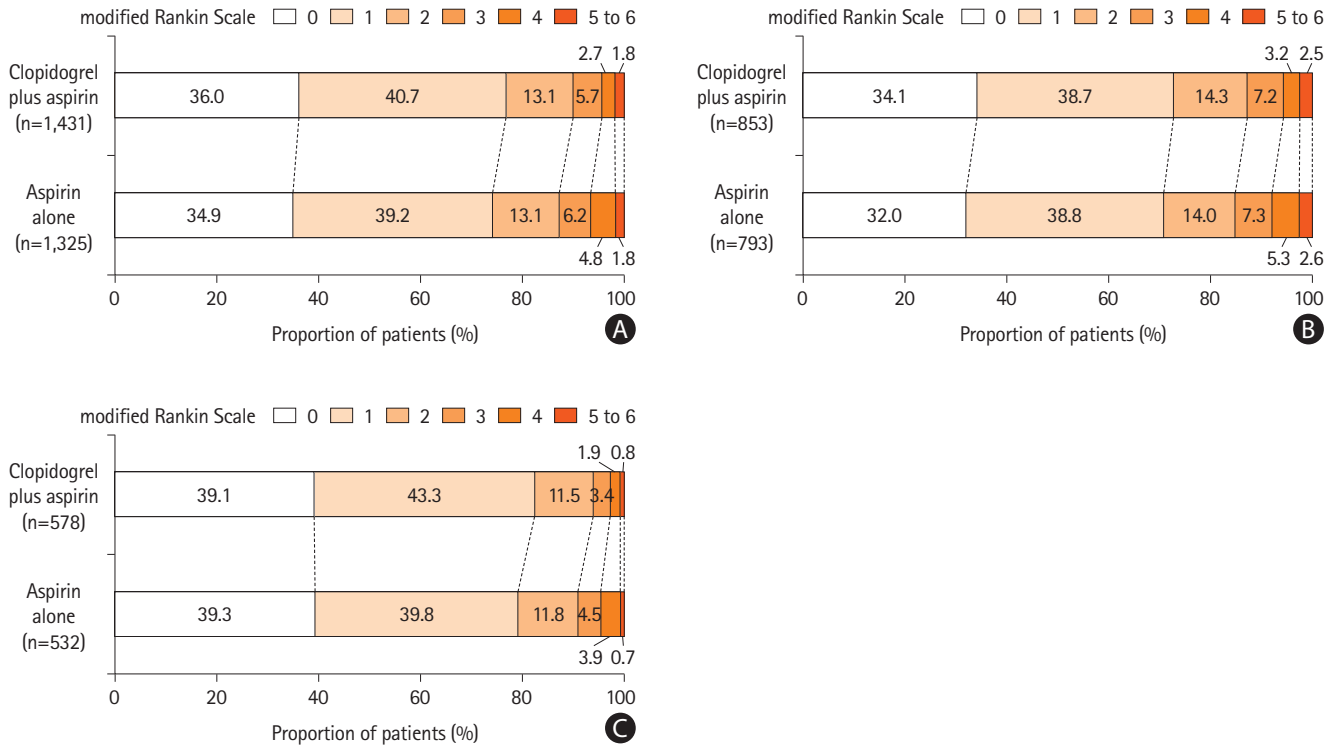 modified Rankin Scale 0 1 2 3 4 5 to 6
2.7 1.8
Clopidogrel
plus aspirin
(n=1,431)
36.0 40.7 13.1 5.7
Aspirin
alone
(n=1,325)
34.9 39.2 13.1 6.2
4.8 1.8
0 20 40 60 80 100
Proportion of patients (%)
A
modified Rankin Scale 0 1 2 3 4 5 to 6
3.2 2.5
Clopidogrel
plus aspirin
(n=853)
34.1 38.7 14.3 7.2
Aspirin
alone
(n=793)
32.0 38.8 14.0 7.3
5.3 2.6
0 20 40 60 80 100
Proportion of patients (%)
B
modified Rankin Scale 0 1 2 3 4 5 to 6
1.9 0.8
Clopidogrel
plus aspirin
(n=578)
39.1 43.3 11.5 3.4
Aspirin
alone
(n=532)
39.3 39.8 11.8 4.5
3.9 0.7
0 20 40 60 80 100
Proportion of patients (%)
C